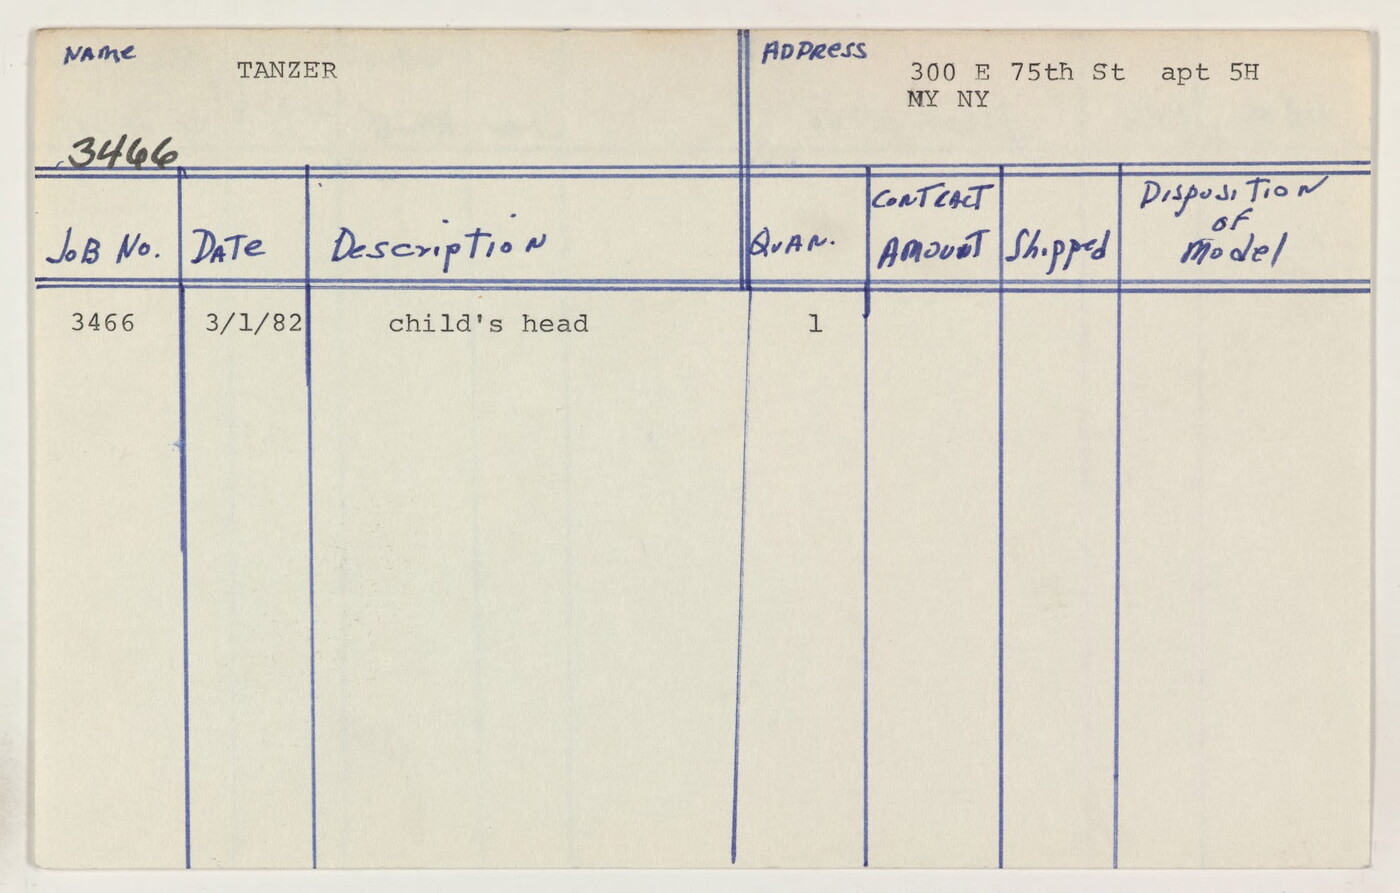 NAME
TANZER
3466
ADDRESS
300 E 75th St apt 5H
NY NY
JOB No.
DATE
Description
QUAN.
CONTRACT
AMOUNT
Shipped
Disposition
of
Model
3466 3/1/82 child's head 1